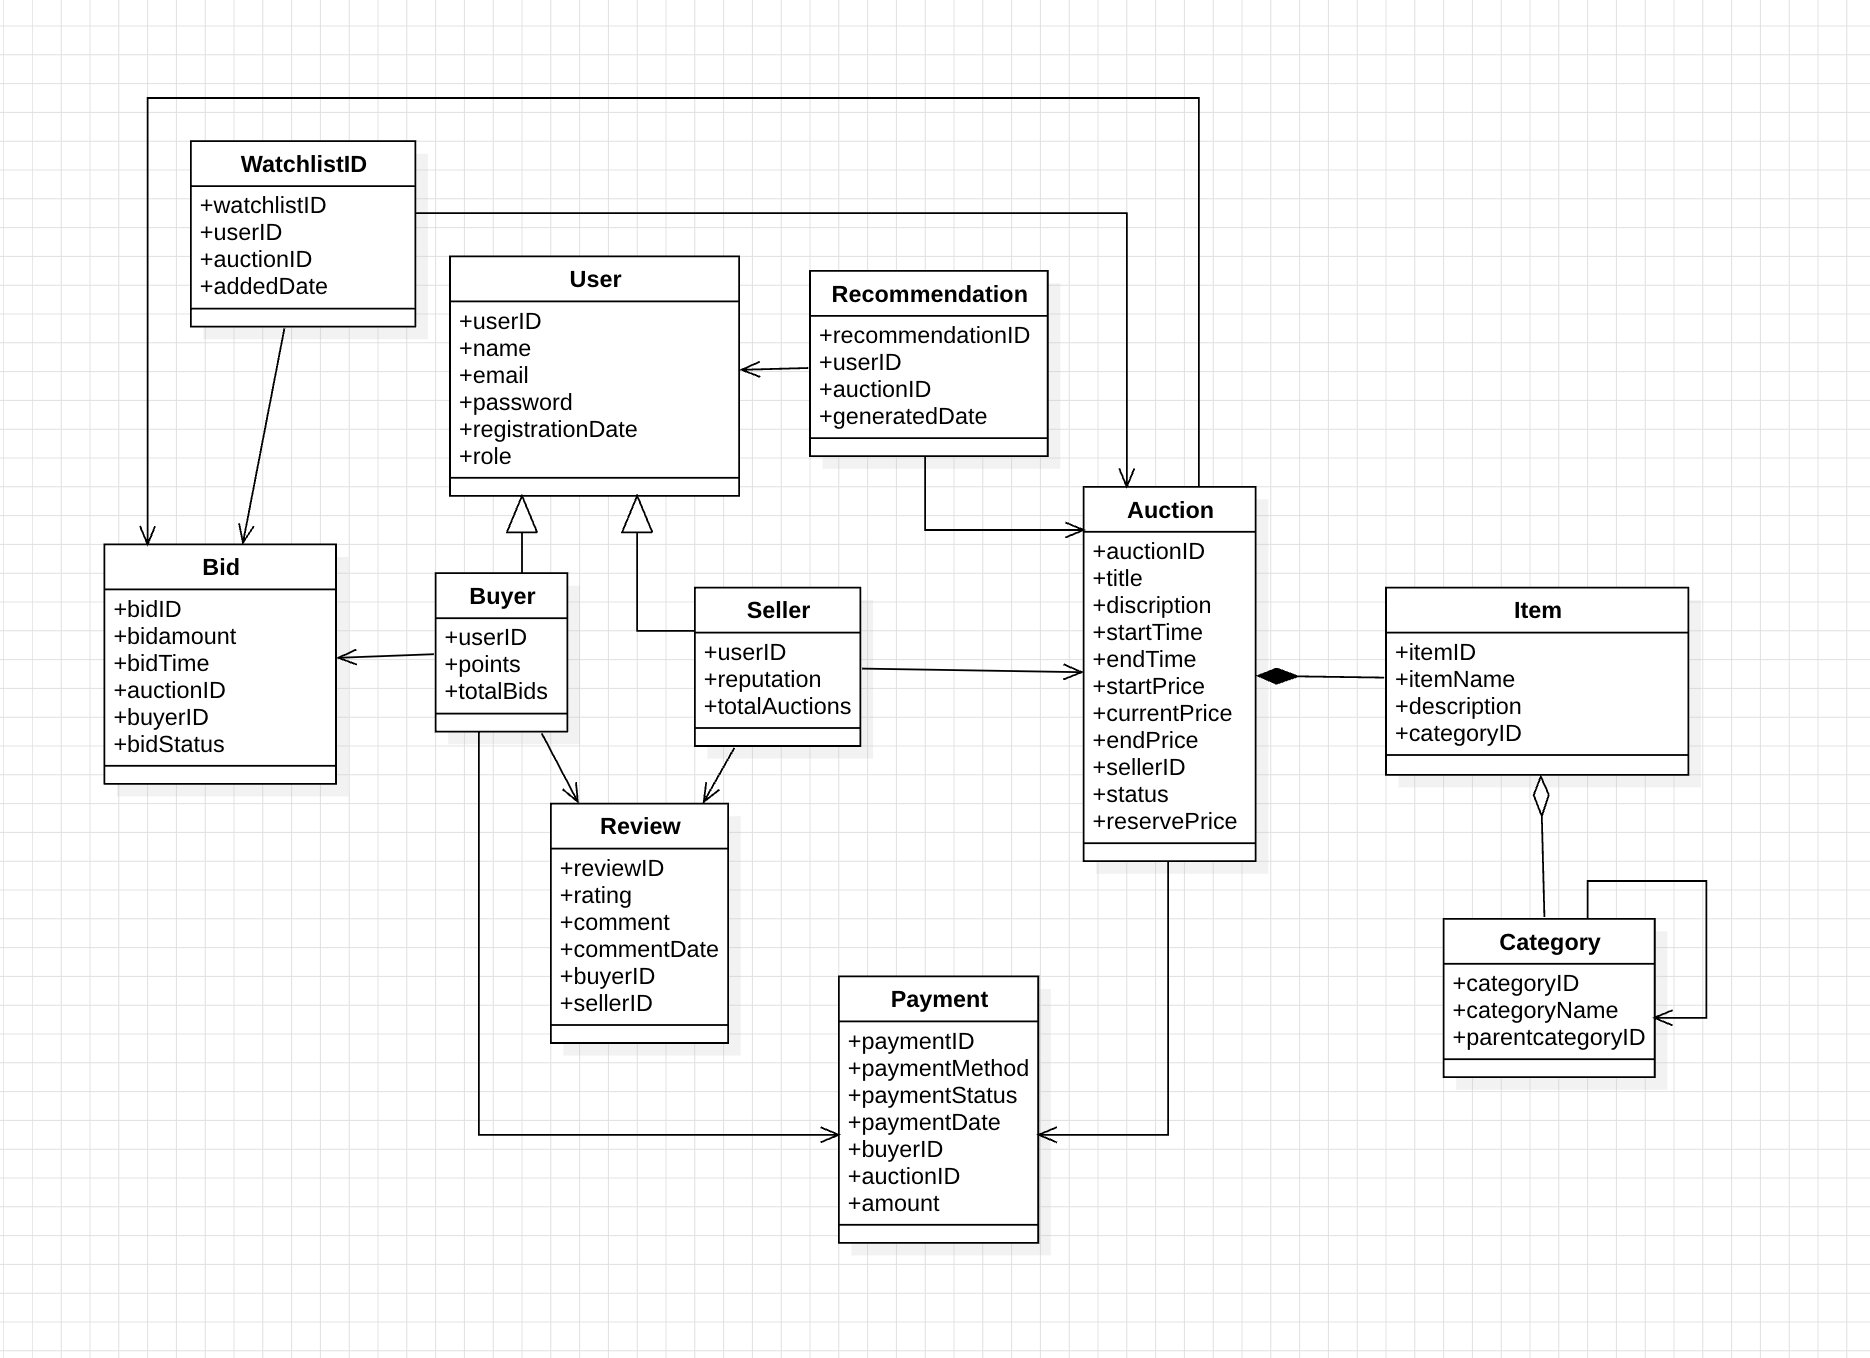 WatchlistID
+watchlistID
+userID
+auctionID
+addedDate
User
+userID
+name
+email
+password
+registrationDate
+role
Recommendation
+recommendationID
+userID
+auctionID
+generatedDate
Auction
+auctionID
+title
+discription
+startTime
+endTime
+startPrice
+currentPrice
+endPrice
+sellerID
+status
+reservePrice
Bid
+bidID
+bidamount
+bidTime
+auctionID
+buyerID
+bidStatus
Buyer
+userID
+points
+totalBids
Seller
+userID
+reputation
+totalAuctions
Item
+itemID
+itemName
+description
+categoryID
Review
+reviewID
+rating
+comment
+commentDate
+buyerID
+sellerID
Category
+categoryID
+categoryName
+parentcategoryID
Payment
+paymentID
+paymentMethod
+paymentStatus
+paymentDate
+buyerID
+auctionID
+amount